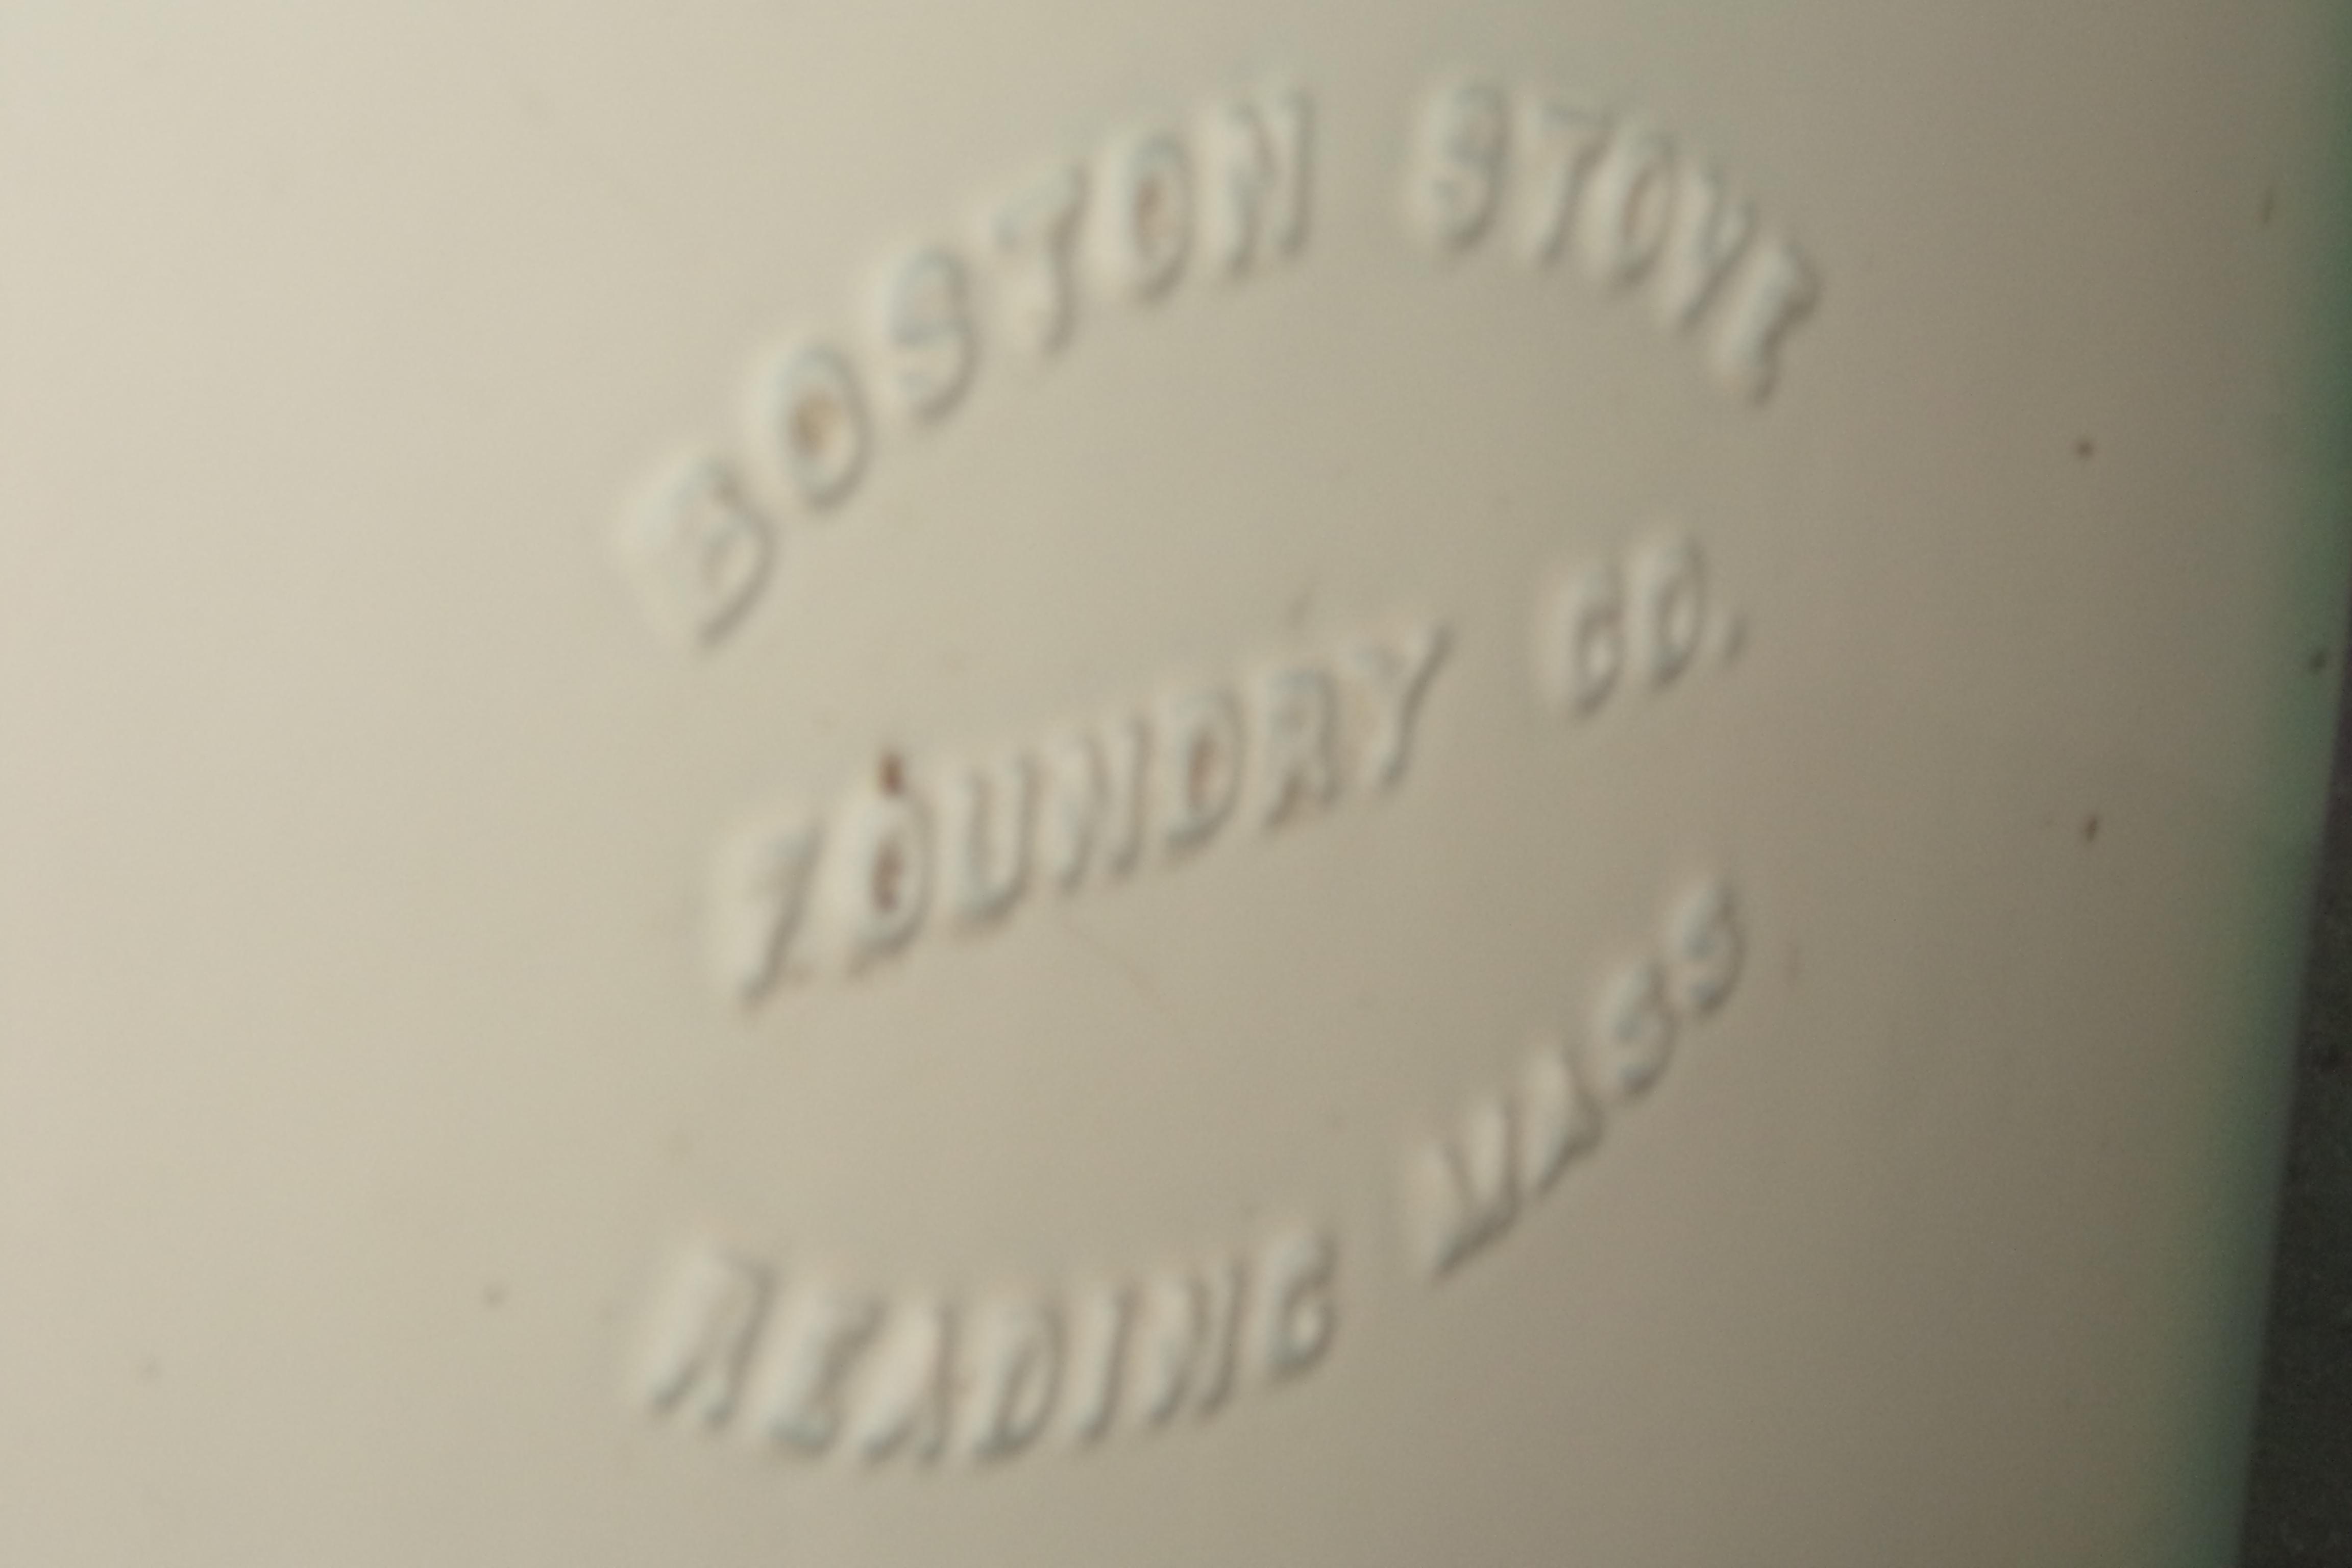 BOSTON STOVE
FOUNDRY CO.
READING MASS